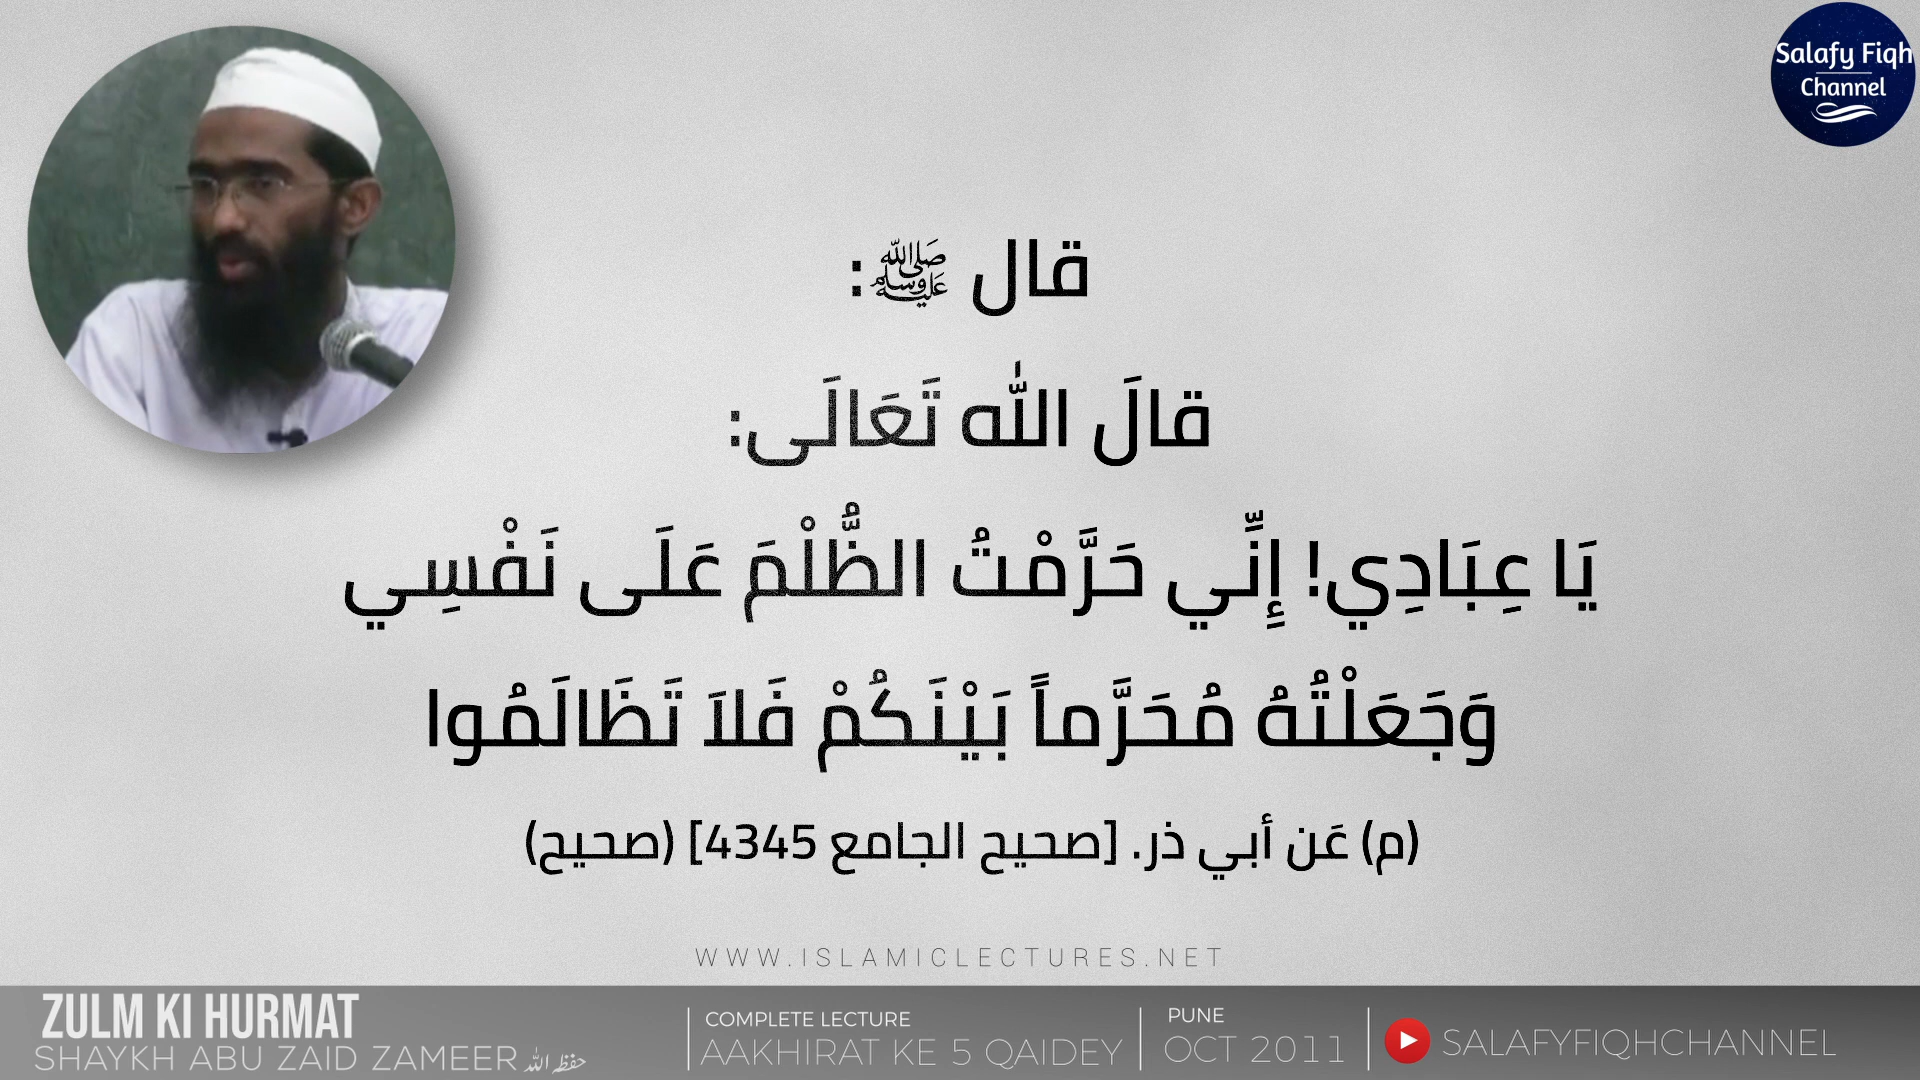 Salafy Fiqh
Channel
قال ﷺ:
قالَ اللّٰه تَعَالَى:
يَا عِبَادِي! إِنِّي حَرَّمْتُ الظُّلْمَ عَلَى نَفْسِي
وَجَعَلْتُهُ مُحَرَّماً بَيْنَكُمْ فَلاَ تَظَالَمُوا
(م) عَن أبي ذر. [صحيح الجامع 4345] (صحيح)
WWW.ISLAMICLECTURES.NET
ZULM KI HURMAT
SHAYKH ABU ZAID ZAMEER حفظہ اللہ
COMPLETE LECTURE
AAKHIRAT KE 5 QAIDEY
PUNE
OCT 2011
SALAFYFIQHCHANNEL